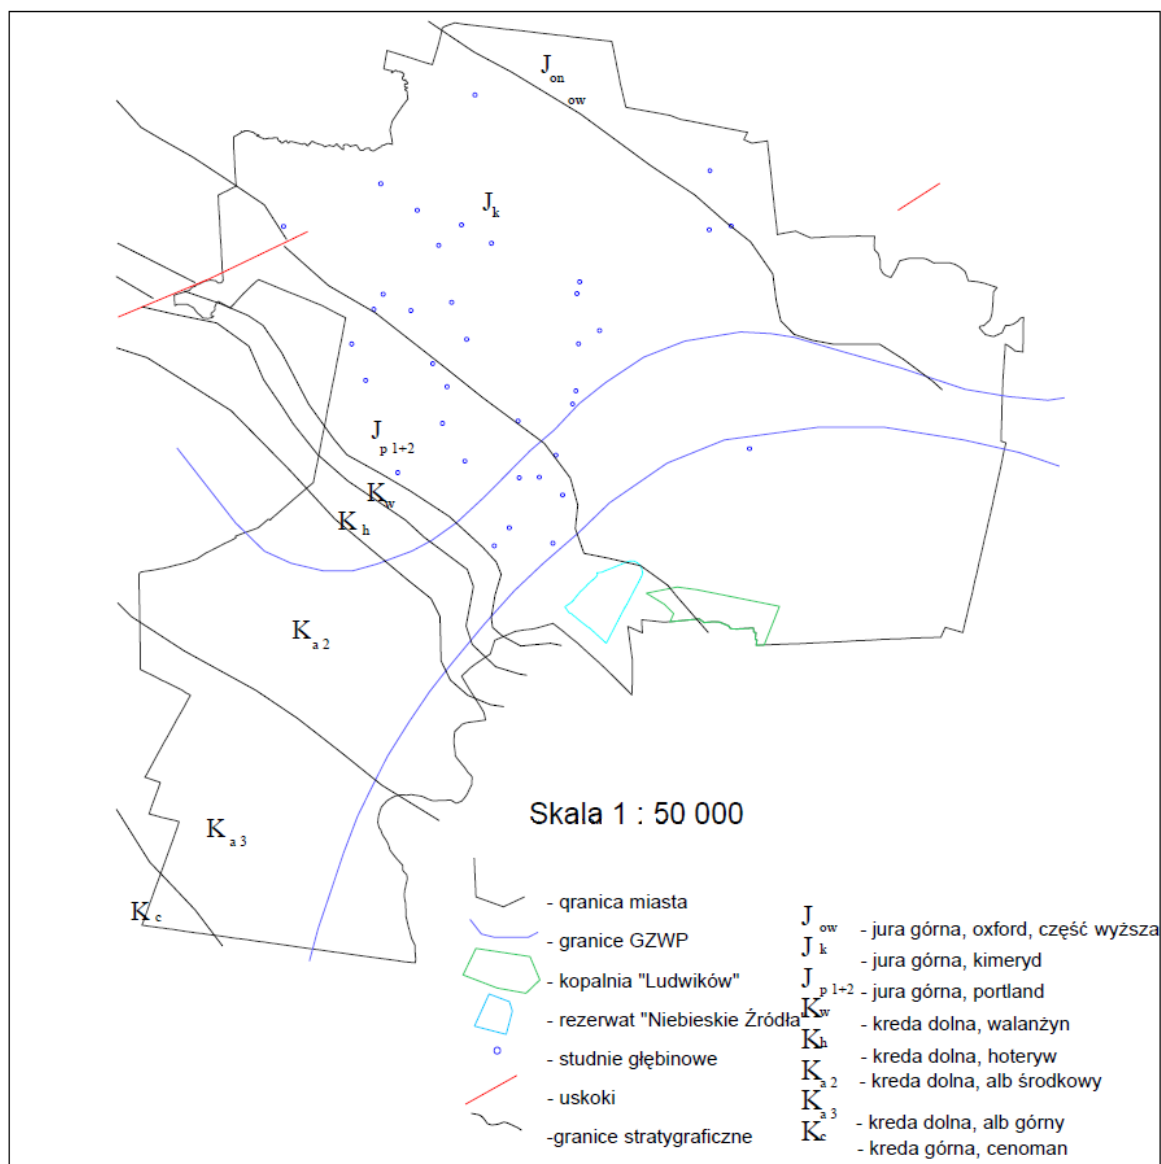 J on
ow
J k
J p 1+2
K w
K h
K a 2
K a 3
K c
Skala 1 : 50 000
- qranica miasta
- granice GZWP
- kopalnia "Ludwików"
- rezerwat "Niebieskie Źródła"
- studnie głębinowe
- uskoki
-granice stratygraficzne
J ow - jura górna, oxford, część wyższa
J k - jura górna, kimeryd
J p 1+2 - jura górna, portland
K w - kreda dolna, walanżyn
K h - kreda dolna, hoteryw
K a 2 - kreda dolna, alb środkowy
K a 3 - kreda dolna, alb górny
K c - kreda górna, cenoman